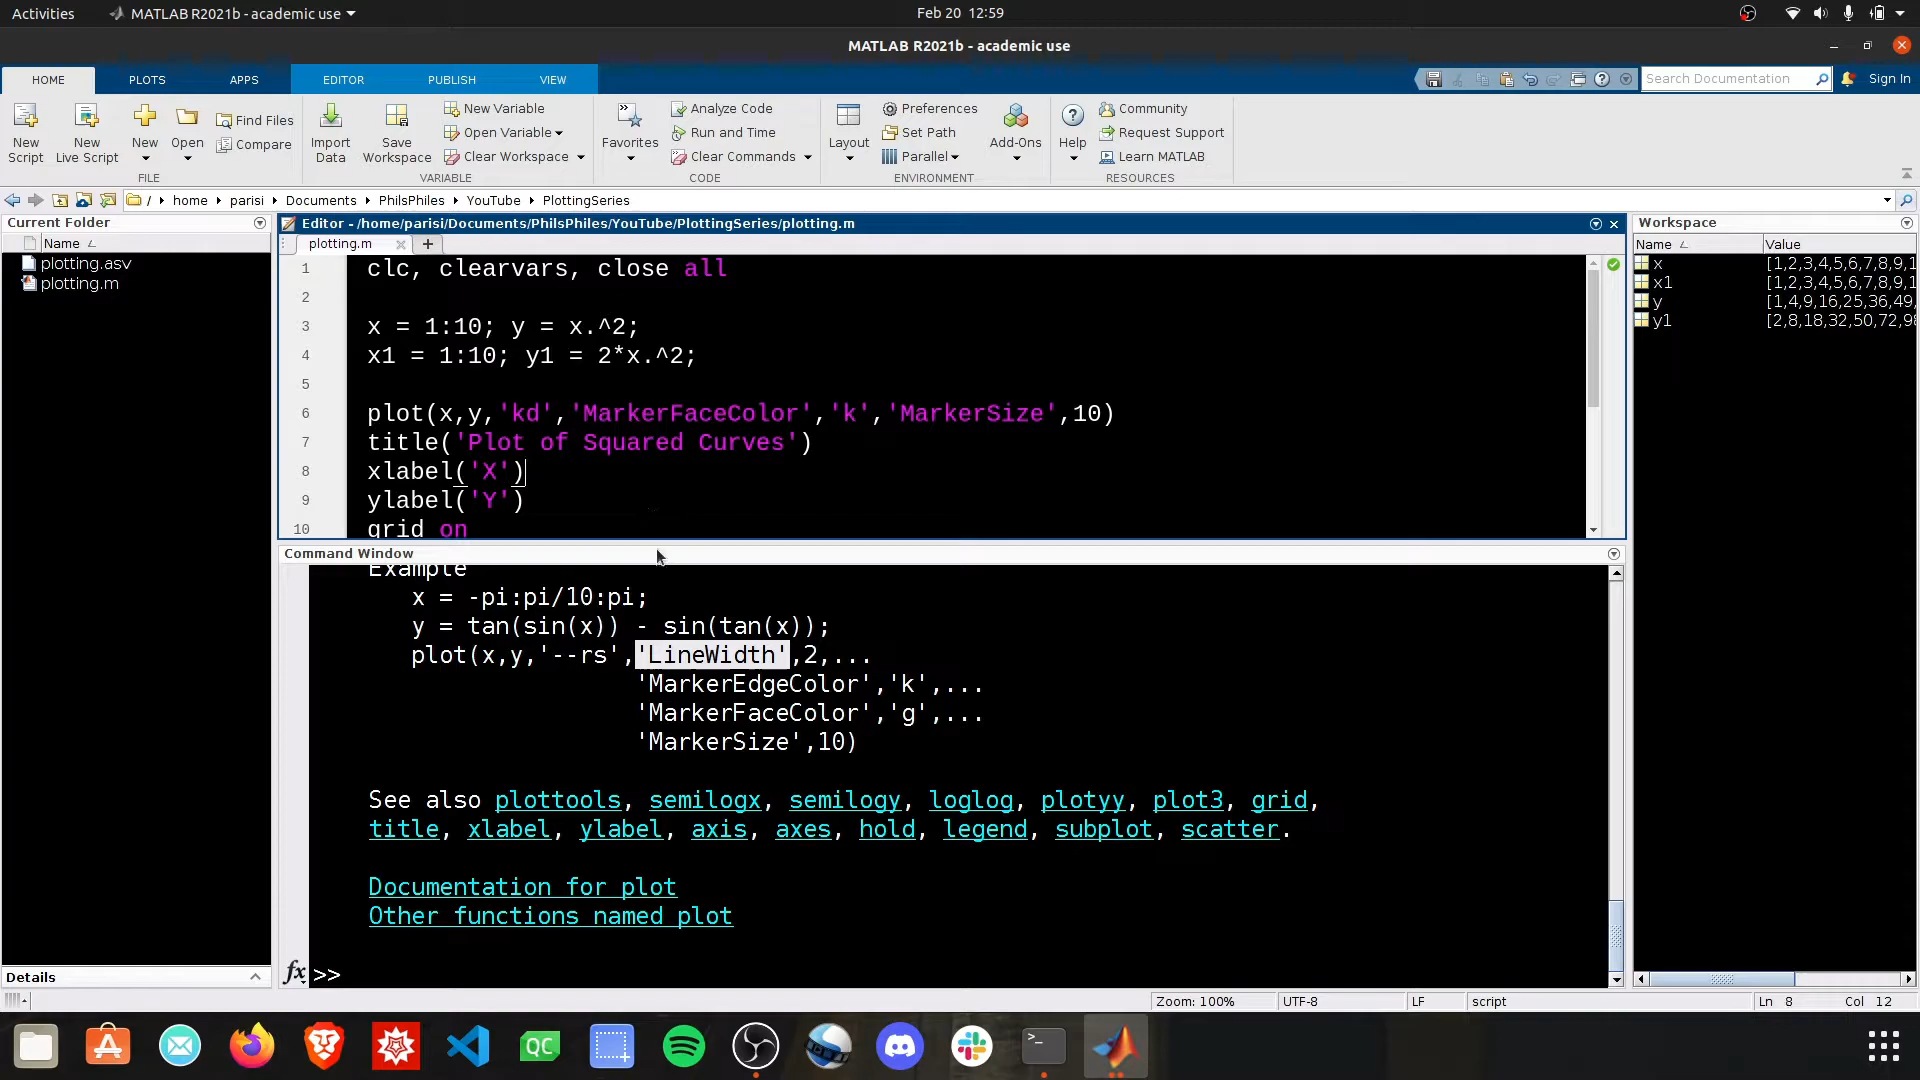 Activities
MATLAB R2021b - academic use
Feb 20 12:59
MATLAB R2021b - academic use
HOME
PLOTS
APPS
EDITOR
PUBLISH
VIEW
Search Documentation
Sign In
New Script
New Live Script
New
Open
Find Files
Compare
FILE
Import Data
Save Workspace
New Variable
Open Variable
Clear Workspace
VARIABLE
Favorites
Analyze Code
Run and Time
Clear Commands
CODE
Layout
Preferences
Set Path
Parallel
ENVIRONMENT
Add-Ons
Help
Community
Request Support
Learn MATLAB
RESOURCES
/ home parisi Documents PhilsPhiles YouTube PlottingSeries
Current Folder
Name
plotting.asv
plotting.m
Details
Editor - /home/parisi/Documents/PhilsPhiles/YouTube/PlottingSeries/plotting.m
plotting.m
1 clc, clearvars, close all
2
3 x = 1:10; y = x.^2;
4 x1 = 1:10; y1 = 2*x.^2;
5
6 plot(x,y,'kd','MarkerFaceColor','k','MarkerSize',10)
7 title('Plot of Squared Curves')
8 xlabel('X')
9 ylabel('Y')
10 grid on
Command Window
Example
x = -pi:pi/10:pi;
y = tan(sin(x)) - sin(tan(x));
plot(x,y,'--rs','LineWidth',2,...
'MarkerEdgeColor','k',...
'MarkerFaceColor','g',...
'MarkerSize',10)
See also plottools, semilogx, semilogy, loglog, plotyy, plot3, grid,
title, xlabel, ylabel, axis, axes, hold, legend, subplot, scatter.
Documentation for plot
Other functions named plot
fx >>
Workspace
Name Value
x [1,2,3,4,5,6,7,8,9,1
x1 [1,2,3,4,5,6,7,8,9,1
y [1,4,9,16,25,36,49,
y1 [2,8,18,32,50,72,98
Zoom: 100%
UTF-8
LF
script
Ln 8
Col 12
QC
>_